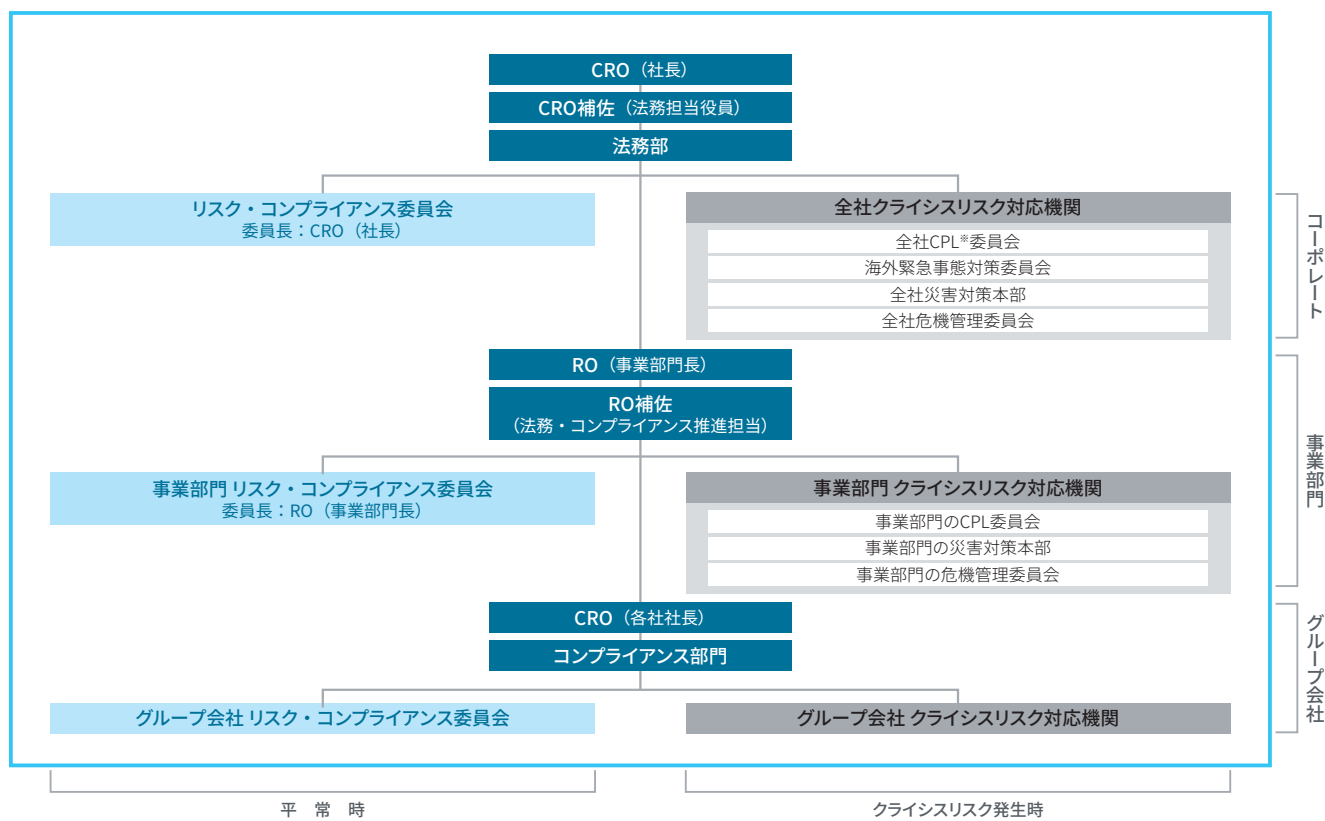 CRO（社長）
CRO補佐（法務担当役員）
法務部
リスク・コンプライアンス委員会
委員長：CRO（社長）
全社クライシスリスク対応機関
全社CPL※委員会
海外緊急事態対策委員会
全社災害対策本部
全社危機管理委員会
コーポレート
RO（事業部門長）
RO補佐
（法務・コンプライアンス推進担当）
事業部門 リスク・コンプライアンス委員会
委員長：RO（事業部門長）
事業部門 クライシスリスク対応機関
事業部門のCPL委員会
事業部門の災害対策本部
事業部門の危機管理委員会
事業部門
CRO（各社社長）
コンプライアンス部門
グループ会社 リスク・コンプライアンス委員会
グループ会社 クライシスリスク対応機関
グループ会社
平 常 時
クライシスリスク発生時